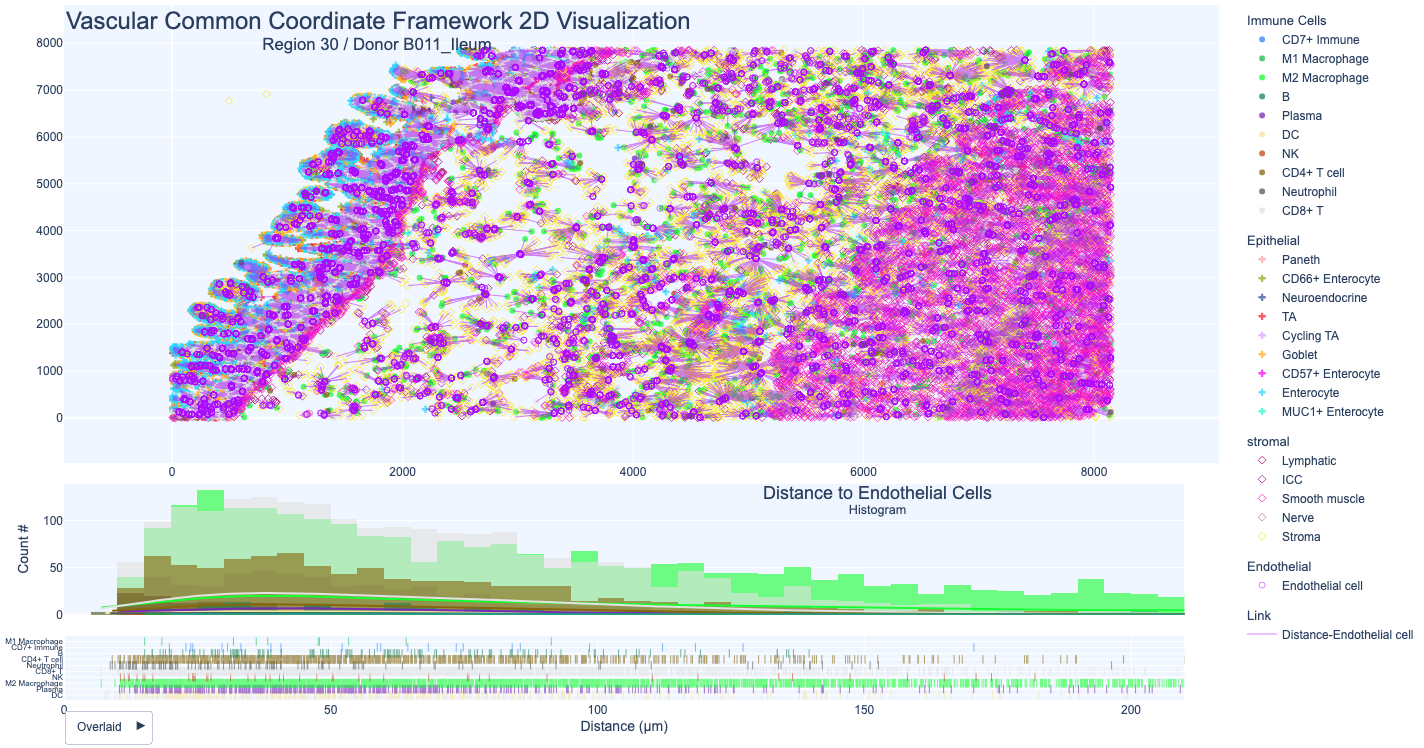 Vascular Common Coordinate Framework 2D Visualization
Region 30 / Donor B011_Ileum
8000
7000
6000
5000
4000
3000
2000
1000
0
0 2000 4000 6000 8000
Immune Cells
CD7+ Immune
M1 Macrophage
M2 Macrophage
B
Plasma
DC
NK
CD4+ T cell
Neutrophil
CD8+ T
Epithelial
Paneth
CD66+ Enterocyte
Neuroendocrine
TA
Cycling TA
Goblet
CD57+ Enterocyte
Enterocyte
MUC1+ Enterocyte
stromal
Lymphatic
ICC
Smooth muscle
Nerve
Stroma
Endothelial
Endothelial cell
Link
Distance-Endothelial cell
Distance to Endothelial Cells
Histogram
Count #
100
50
0
M1 Macrophage
CD7+ Immune
B
CD4+ T cell
Neutrophil
CD8+ T
NK
M2 Macrophage
Plasma
DC
0 50 100 150 200
Distance (μm)
Overlaid ►